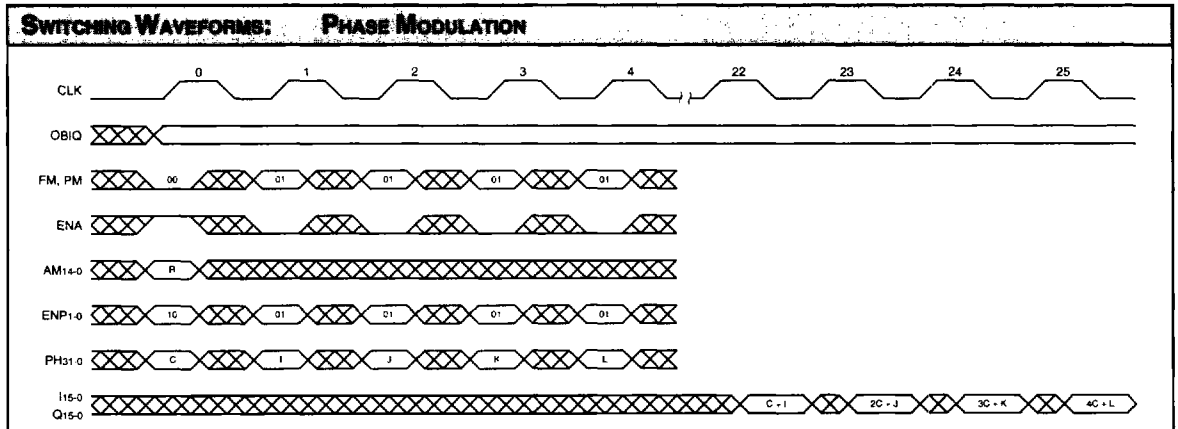 SWITCHING WAVEFORMS: PHASE MODULATION
0 1 2 3 4 22 23 24 25
CLK
OBIQ
FM, PM 00 01 01 01 01
ENA
AM14-0 R
ENP1-0 10 01 01 01 01
PH31-0 C I J K L
I15-0
Q15-0
C + I 2C + J 3C + K 4C + L